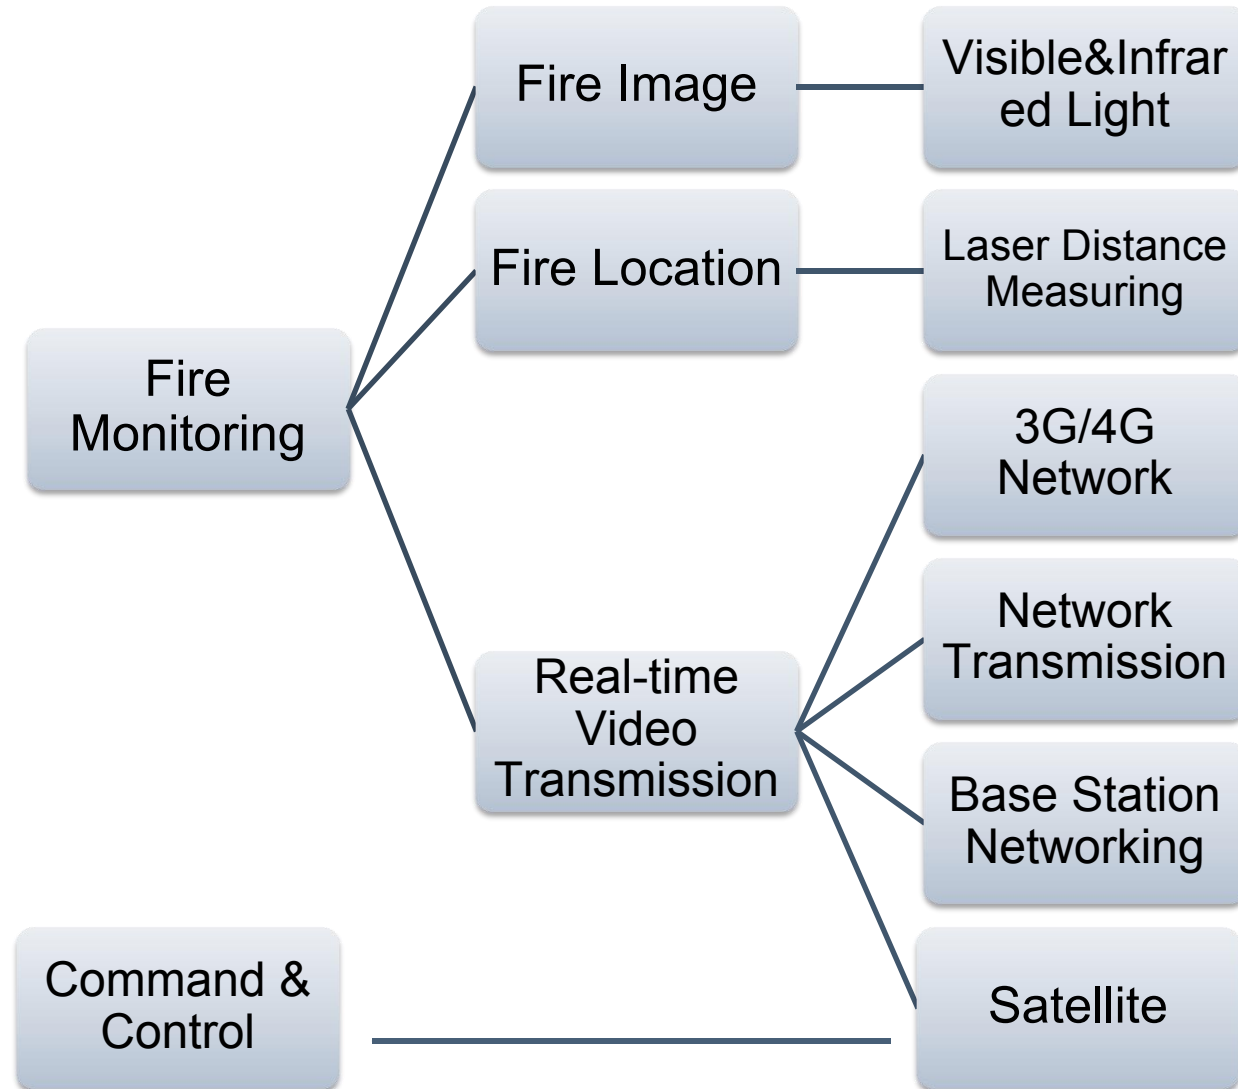 Fire Image
Visible&Infrar
ed Light
Fire Location
Laser Distance
Measuring
Fire
Monitoring
3G/4G
Network
Network
Transmission
Real-time
Video
Transmission
Base Station
Networking
Command &
Control
Satellite